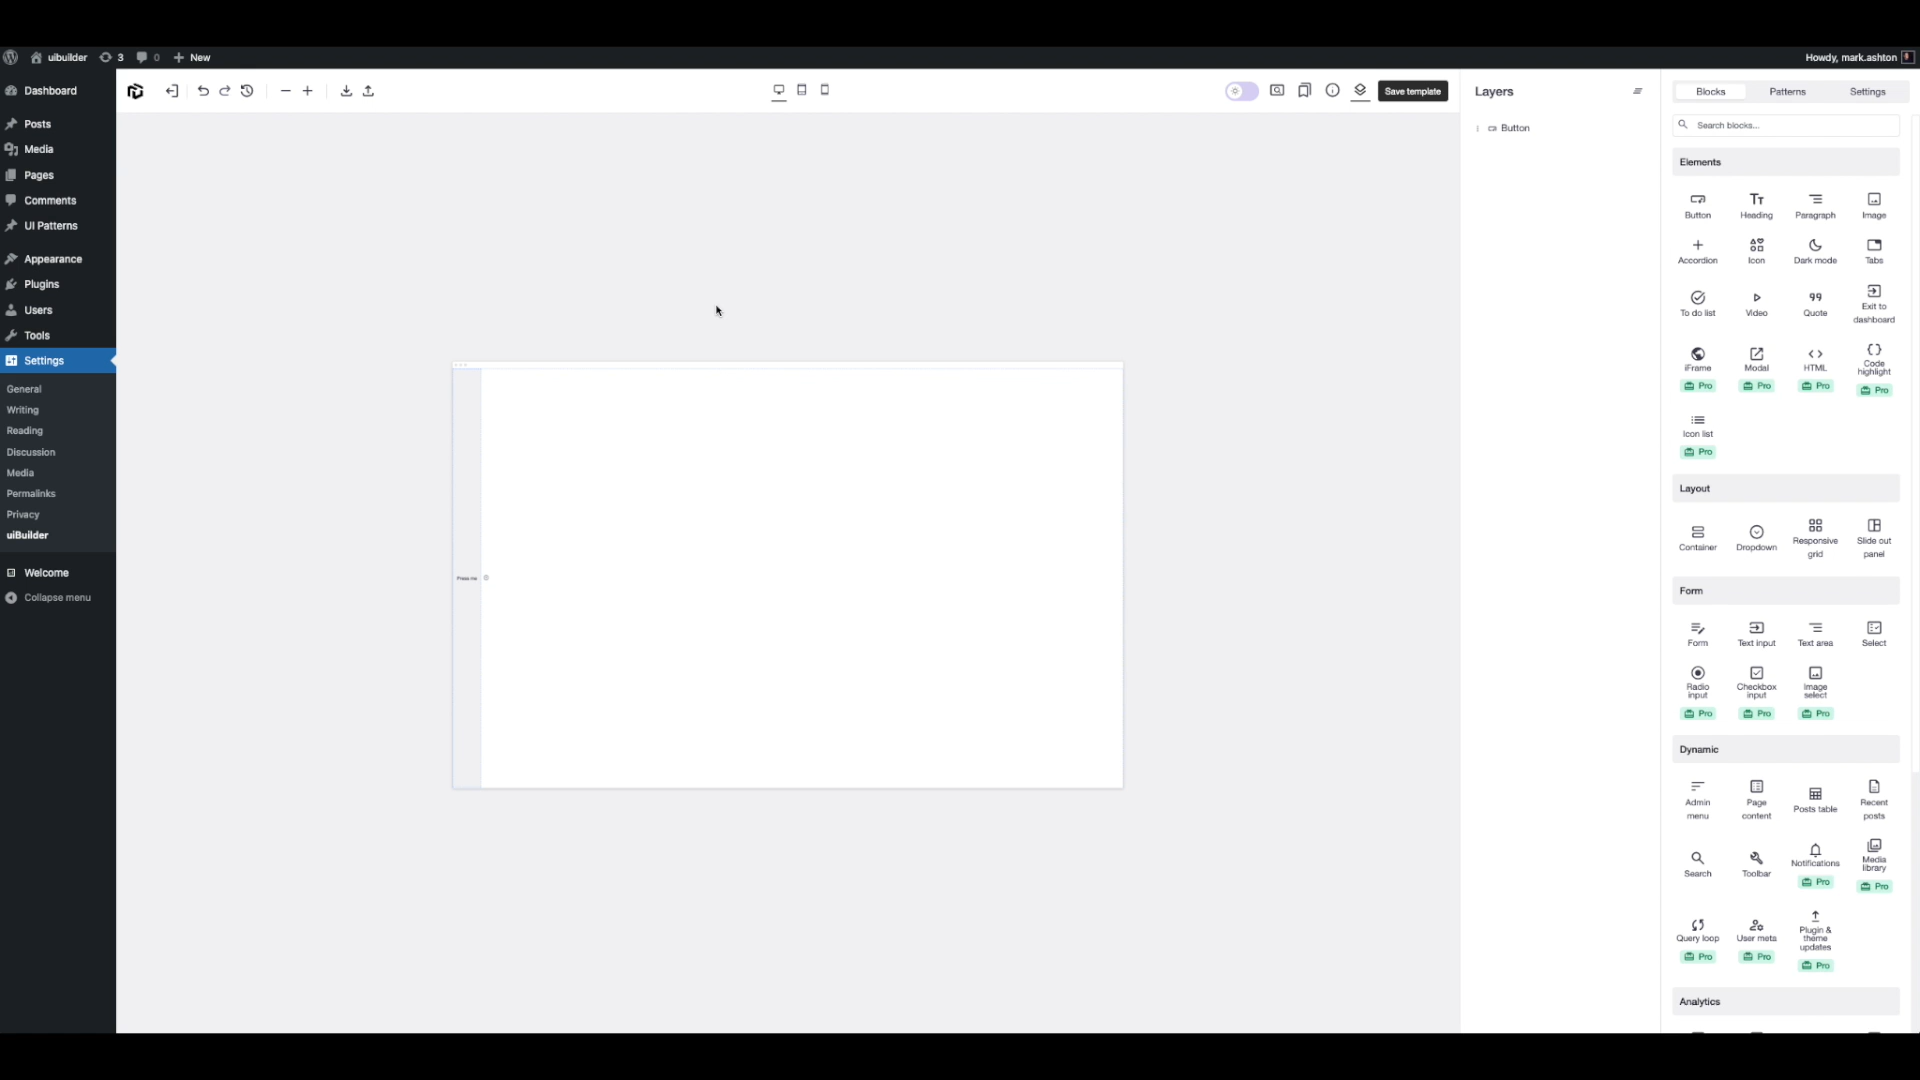 uibuilder
3
0
New
Howdy, mark.ashton
Dashboard
Posts
Media
Pages
Comments
UI Patterns
Appearance
Plugins
Users
Tools
Settings
General
Writing
Reading
Discussion
Media
Permalinks
Privacy
uiBuilder
Welcome
Collapse menu
Save template
Press me
Layers
Button
Blocks
Patterns
Settings
Search blocks...
Elements
Button
Heading
Paragraph
Image
Accordion
Icon
Dark mode
Tabs
To do list
Video
Quote
Exit to
dashboard
iFrame
Pro
Modal
Pro
HTML
Pro
Code
highlight
Pro
Icon list
Pro
Layout
Container
Dropdown
Responsive
grid
Slide out
panel
Form
Form
Text input
Text area
Select
Radio
input
Pro
Checkbox
input
Pro
Image
select
Pro
Dynamic
Admin
menu
Page
content
Posts table
Recent
posts
Search
Toolbar
Notifications
Pro
Media
library
Pro
Query loop
Pro
User meta
Pro
Plugin &
theme
updates
Pro
Analytics